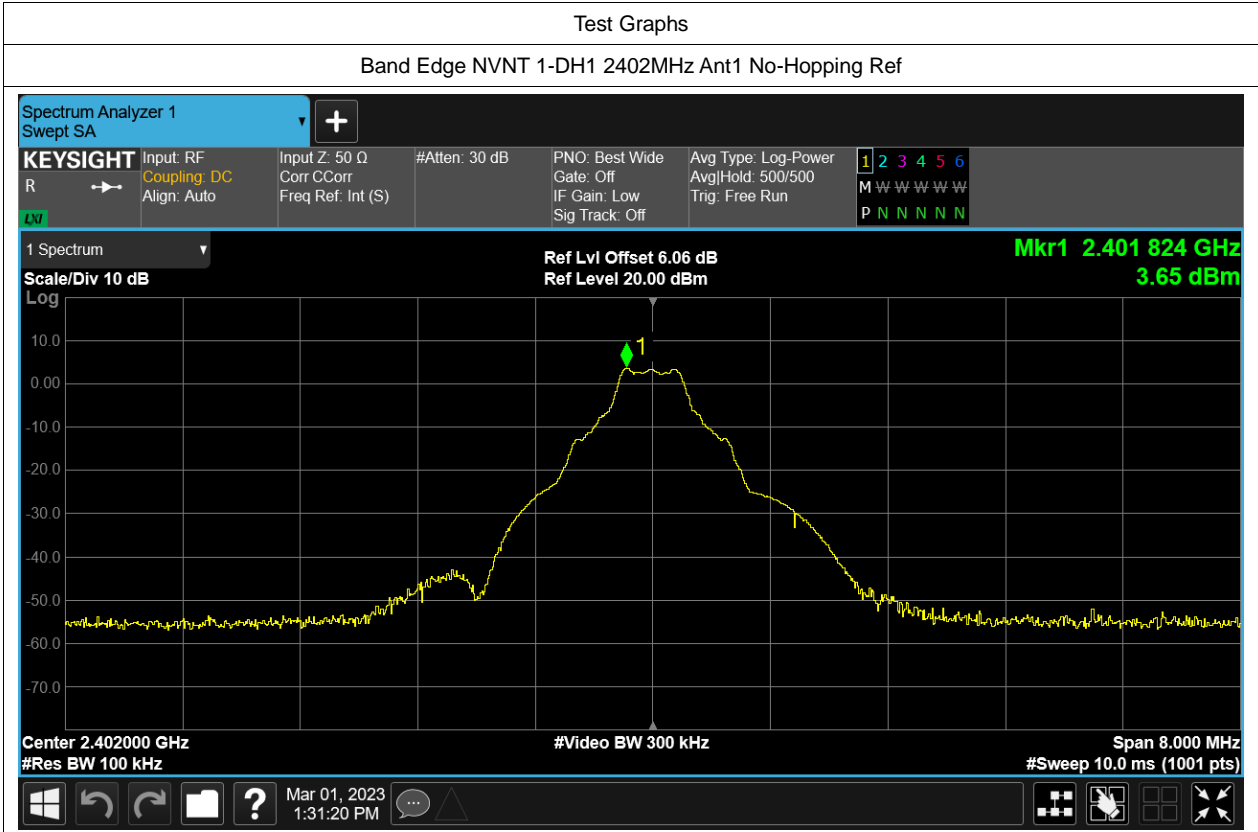 Test Graphs
Band Edge NVNT 1-DH1 2402MHz Ant1 No-Hopping Ref
Spectrum Analyzer 1
Swept SA
KEYSIGHT
R
LXI
Input: RF
Coupling: DC
Align: Auto
Input Z: 50 Ω
Corr CCorr
Freq Ref: Int (S)
#Atten: 30 dB
PNO: Best Wide
Gate: Off
IF Gain: Low
Sig Track: Off
Avg Type: Log-Power
Avg|Hold: 500/500
Trig: Free Run
1 2 3 4 5 6
M W W W W W
P N N N N N
1 Spectrum
Scale/Div 10 dB
Log
Ref Lvl Offset 6.06 dB
Ref Level 20.00 dBm
Mkr1 2.401 824 GHz
3.65 dBm
1
10.0
0.00
-10.0
-20.0
-30.0
-40.0
-50.0
-60.0
-70.0
Center 2.402000 GHz
#Res BW 100 kHz
#Video BW 300 kHz
Span 8.000 MHz
#Sweep 10.0 ms (1001 pts)
?
Mar 01, 2023
1:31:20 PM